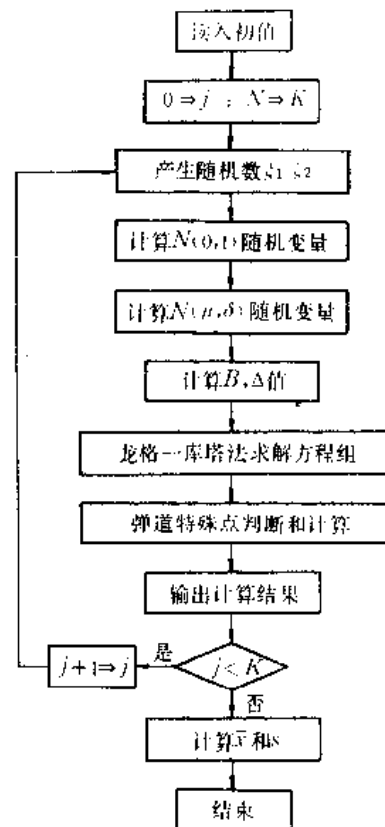 读入初值
0⇒j ; N⇒K
产生随机数ξ₁ ξ₂
计算N(0,1)随机变量
计算N(μ,δ)随机变量
计算B,Δ值
龙格一库塔法求解方程组
弹道特殊点判断和计算
输出计算结果
j+1⇒j
是
j<K
否
计算x̄和s
结束